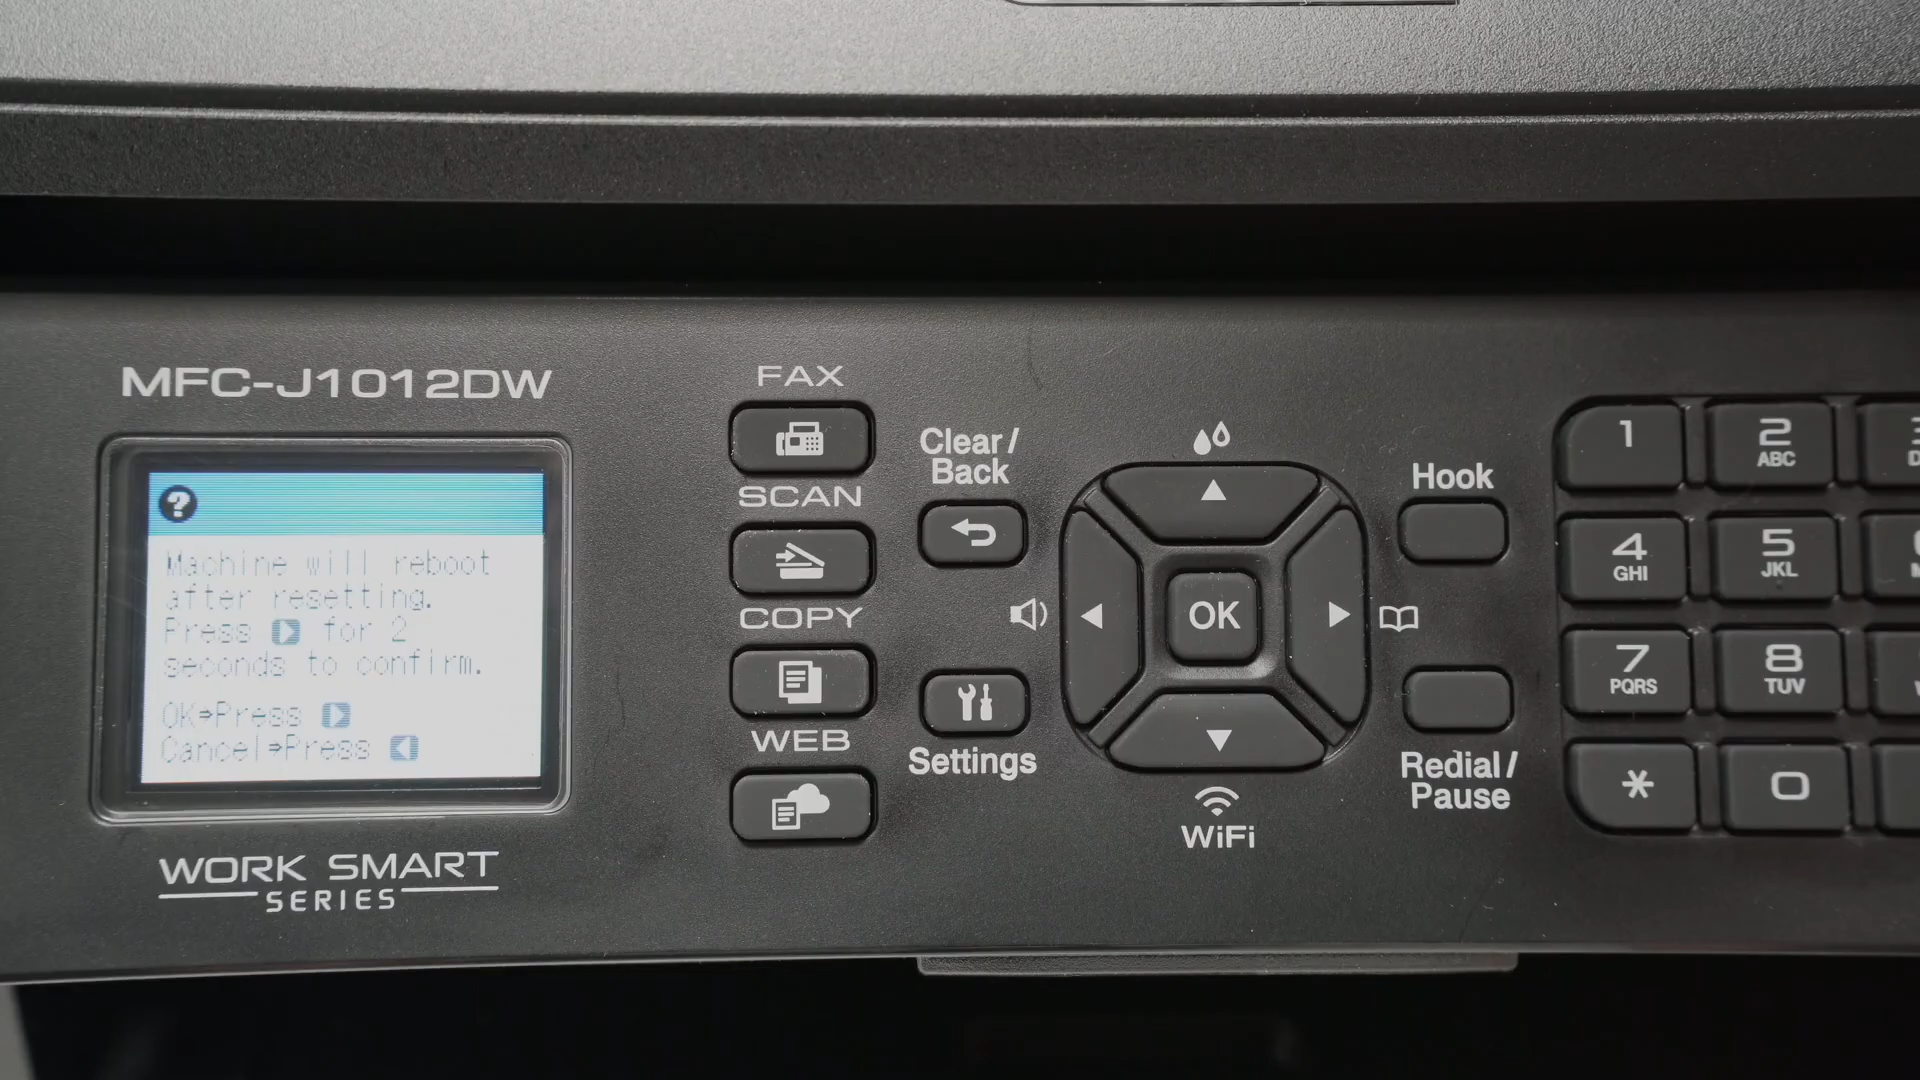 MFC-J1012DW
?
Machine will reboot
after resetting.
Press ▶ for 2
seconds to confirm.
OK⇒Press ▶
Cancel⇒Press ◀
WORK SMART
SERIES
FAX
SCAN
COPY
WEB
Clear/
Back
Settings
OK
WiFi
Hook
Redial/
Pause
1
2
ABC
4
GHI
5
JKL
7
PQRS
8
TUV
*
0